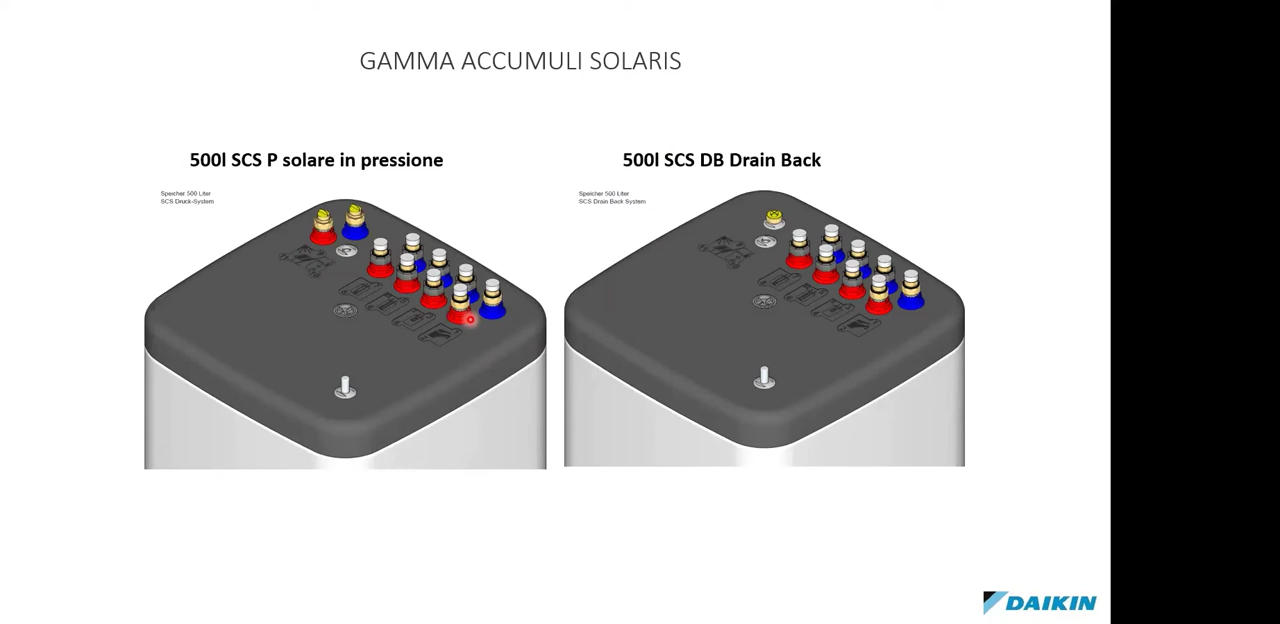 GAMMA ACCUMULI SOLARIS
500l SCS P solare in pressione
500l SCS DB Drain Back
Speicher 500 Liter
SCS Druck-System
Speicher 500 Liter
SCS Drain Back System
DAIKIN